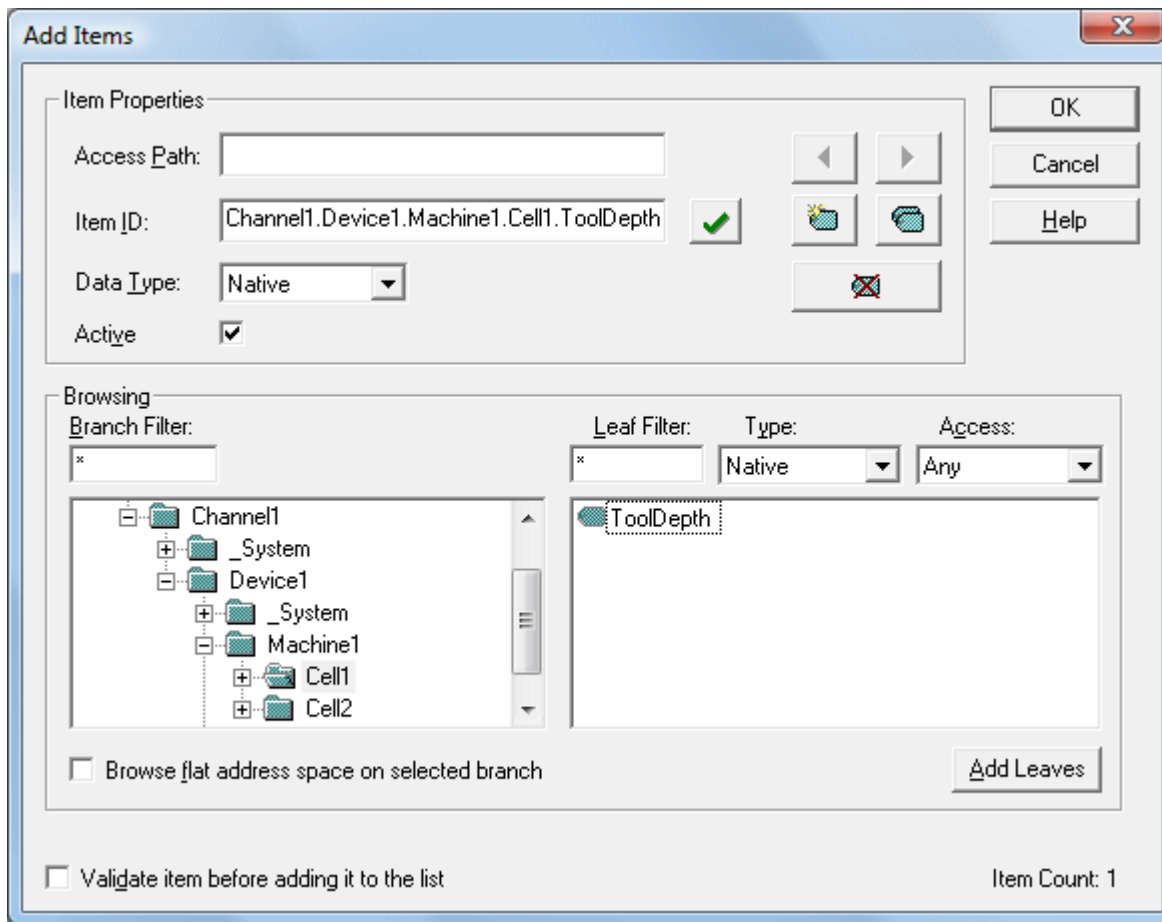 Add Items
Item Properties
OK
Access Path:
Cancel
Item ID: Channel1.Device1.Machine1.Cell1.ToolDepth
Help
Data Type: Native
Active
Browsing
Branch Filter: Leaf Filter: Type: Access:
* * Native Any
Channel1 ToolDepth
_System
Device1
_System
Machine1
Cell1
Cell2
Browse flat address space on selected branch Add Leaves
Validate item before adding it to the list Item Count: 1